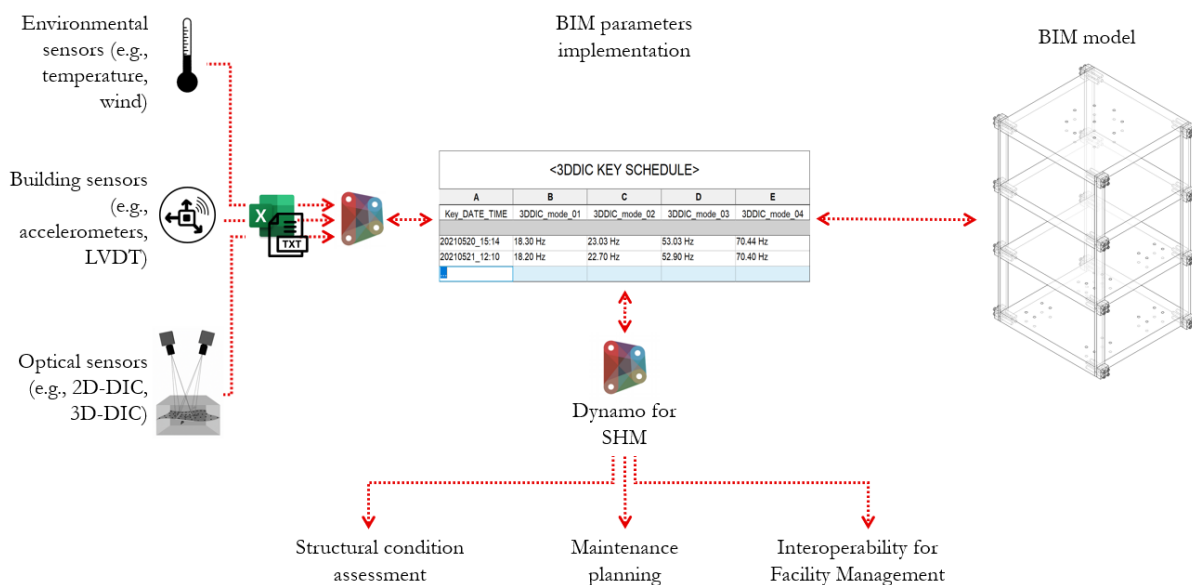 Environmental
sensors (e.g.,
temperature,
wind)
BIM parameters
implementation
BIM model
Building sensors
(e.g.,
accelerometers,
LVDT)
X
TXT
<3DDIC KEY SCHEDULE>
A B C D E
Key_DATE_TIME 3DDIC_mode_01 3DDIC_mode_02 3DDIC_mode_03 3DDIC_mode_04
20210520_15:14 18.30 Hz 23.03 Hz 53.03 Hz 70.44 Hz
20210521_12:10 18.20 Hz 22.70 Hz 52.90 Hz 70.40 Hz
Optical sensors
(e.g., 2D-DIC,
3D-DIC)
Dynamo for
SHM
Structural condition
assessment
Maintenance
planning
Interoperability for
Facility Management